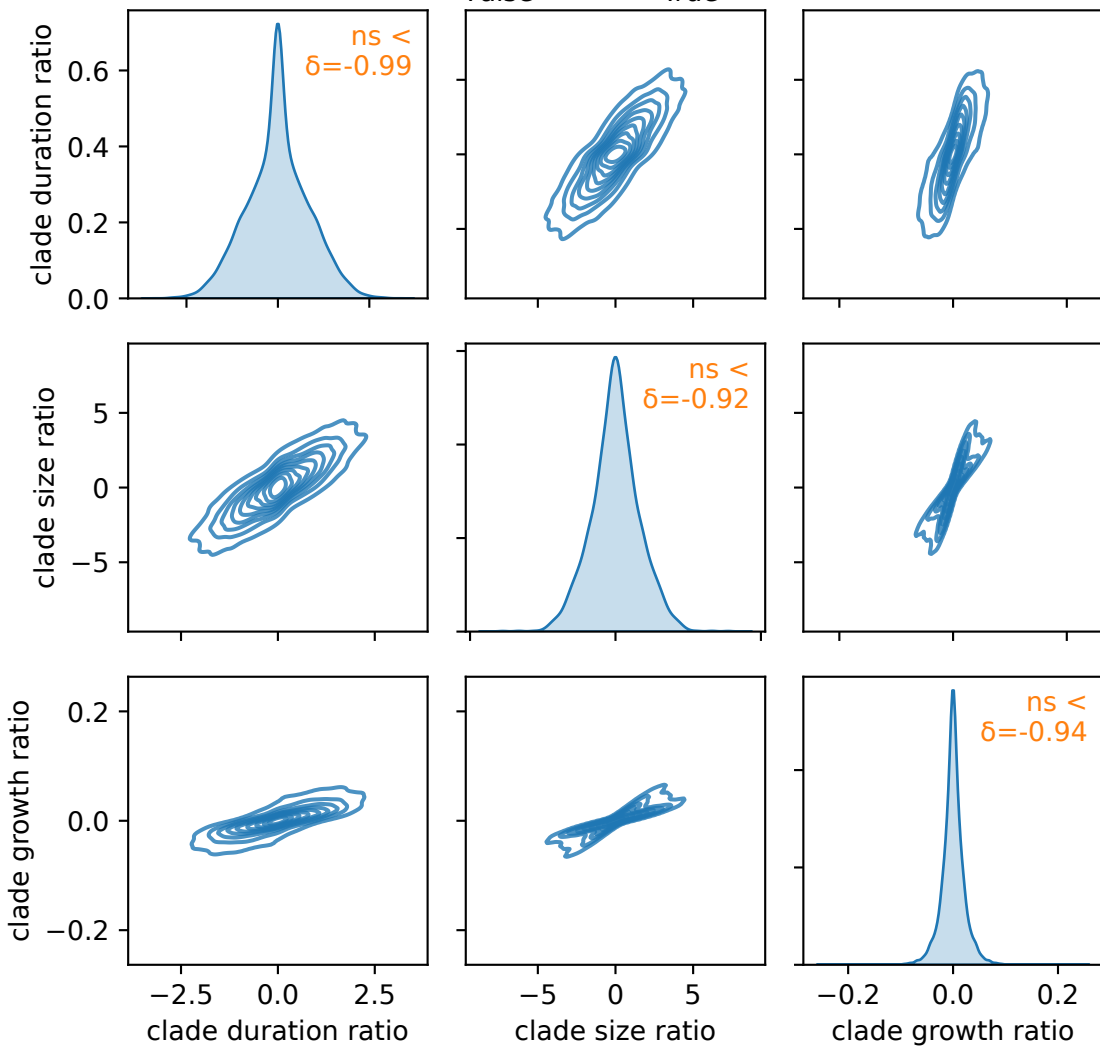 clade duration ratio
0.6
0.4
0.2
0.0
ns <
δ=-0.99
clade size ratio
5
0
−5
ns <
δ=-0.92
clade growth ratio
0.2
0.0
−0.2
ns <
δ=-0.94
−2.5 0.0 2.5
−5 0 5
−0.2 0.0 0.2
clade duration ratio
clade size ratio
clade growth ratio